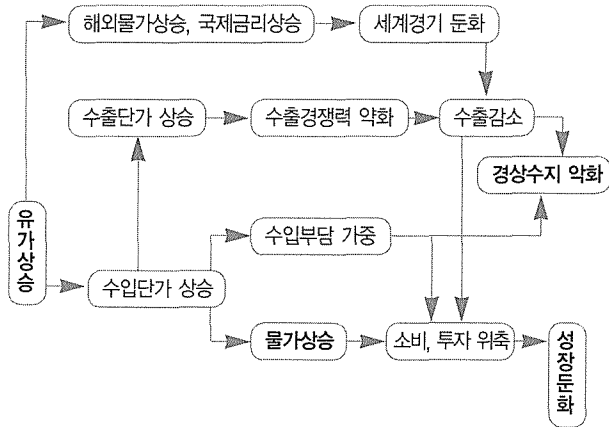 해외물가상승, 국제금리상승
세계경기 둔화
수출단가 상승
수출경쟁력 약화
수출감소
경상수지 악화
유가상승
수입부담 가중
수입단가 상승
물가상승
소비, 투자 위축
성장둔화